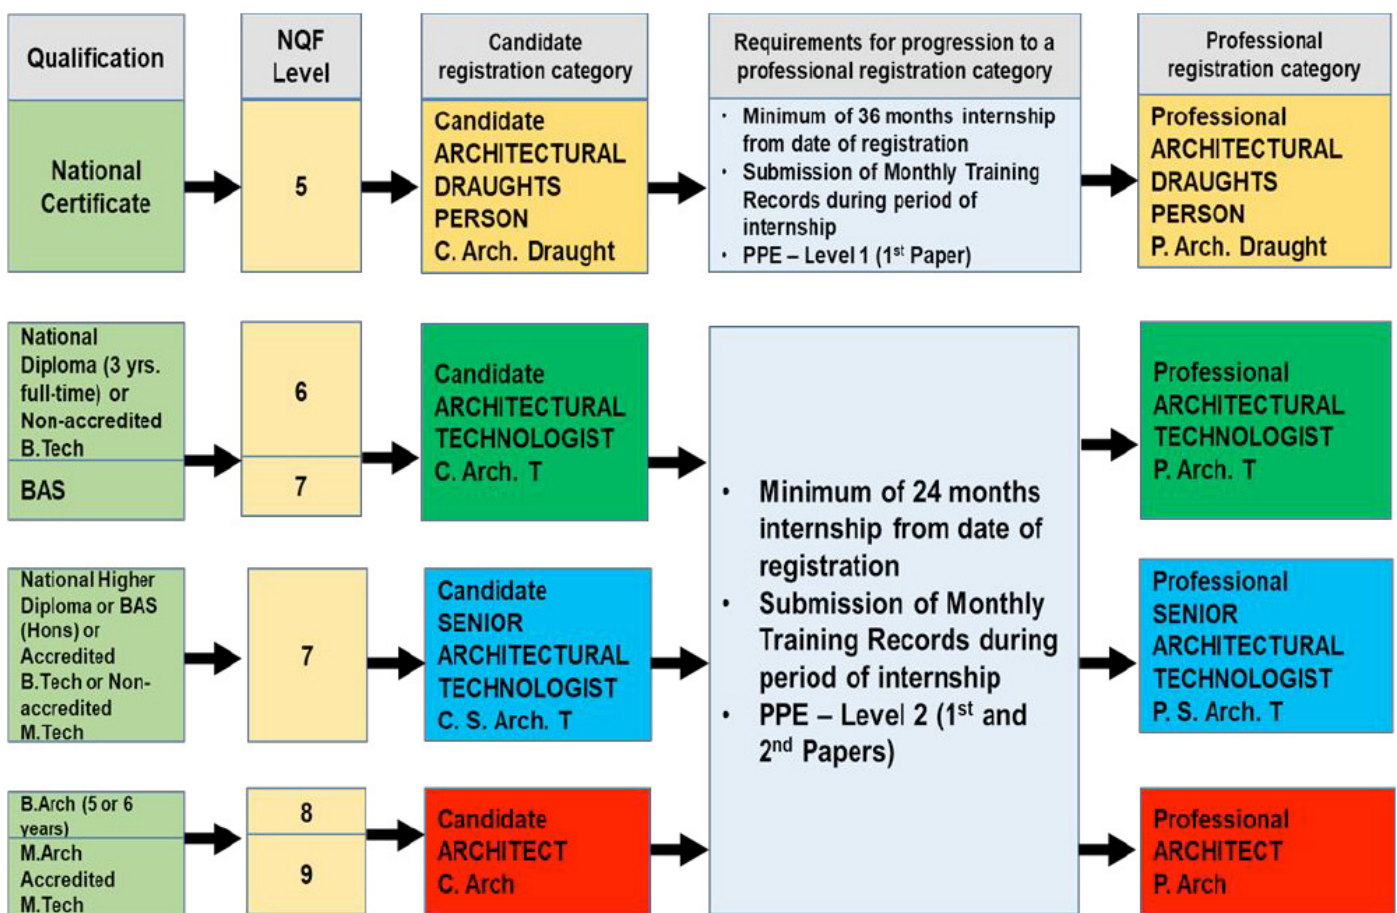 Qualification
NQF
Level
Candidate
registration category
Requirements for progression to a
professional registration category
Professional
registration category
National
Certificate
5
Candidate
ARCHITECTURAL
DRAUGHTS
PERSON
C. Arch. Draught
· Minimum of 36 months internship
from date of registration
· Submission of Monthly Training
Records during period of
internship
· PPE – Level 1 (1st Paper)
Professional
ARCHITECTURAL
DRAUGHTS
PERSON
P. Arch. Draught
National
Diploma (3 yrs.
full-time) or
Non-accredited
B.Tech
BAS
6
7
Candidate
ARCHITECTURAL
TECHNOLOGIST
C. Arch. T
Professional
ARCHITECTURAL
TECHNOLOGIST
P. Arch. T
National Higher
Diploma or BAS
(Hons) or
Accredited
B.Tech or Non-
accredited
M.Tech
7
Candidate
SENIOR
ARCHITECTURAL
TECHNOLOGIST
C. S. Arch. T
• Minimum of 24 months
internship from date of
registration
• Submission of Monthly
Training Records during
period of internship
• PPE – Level 2 (1st and
2nd Papers)
Professional
SENIOR
ARCHITECTURAL
TECHNOLOGIST
P. S. Arch. T
B.Arch (5 or 6
years)
M.Arch
Accredited
M.Tech
8
9
Candidate
ARCHITECT
C. Arch
Professional
ARCHITECT
P. Arch